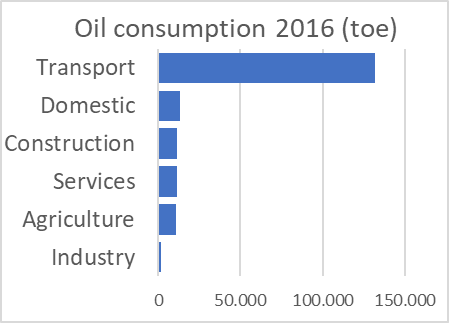 Oil consumption 2016 (toe)
Transport
Domestic
Construction
Services
Agriculture
Industry
0 50.000 100.000 150.000